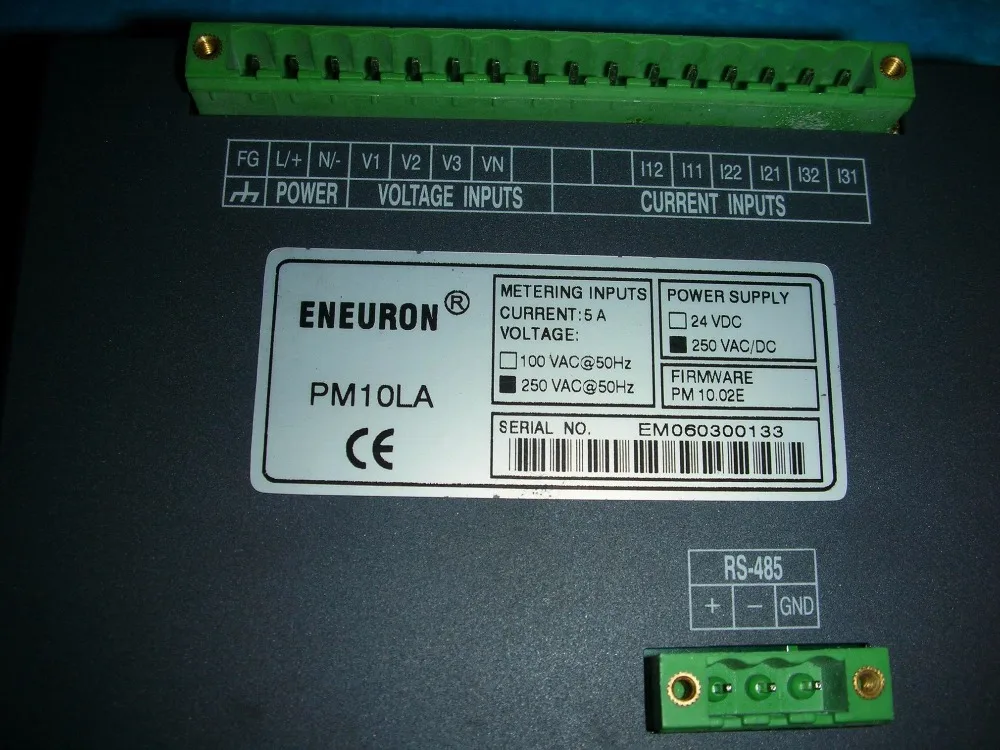 FG L/+ N/- V1 V2 V3 VN I12 I11 I22 I21 I32 I31
POWER VOLTAGE INPUTS CURRENT INPUTS
ENEURON®
PM10LA
CE
METERING INPUTS
CURRENT:5 A
VOLTAGE:
100 VAC@50Hz
250 VAC@50Hz
POWER SUPPLY
24 VDC
250 VAC/DC
FIRMWARE
PM 10.02E
SERIAL NO. EM060300133
RS-485
+ − GND